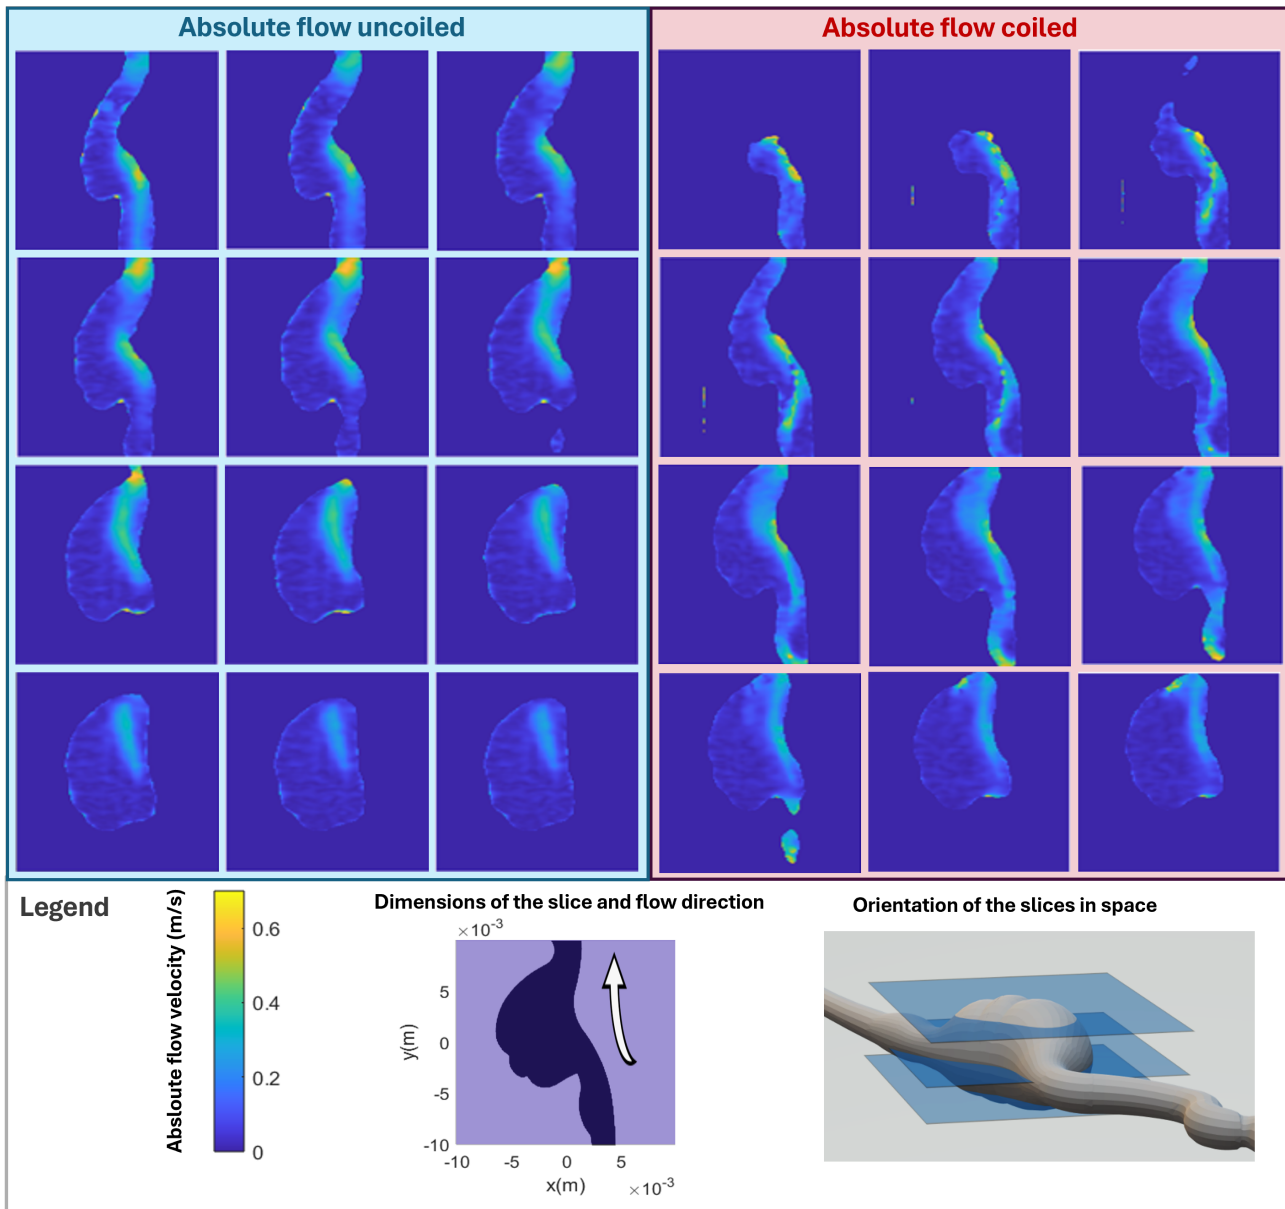 Absolute flow uncoiled
Absolute flow coiled
Legend
Absloute flow velocity (m/s)
0.6
0.4
0.2
0
Dimensions of the slice and flow direction
×10⁻³
5
0
-5
-10
y(m)
-10 -5 0 5
x(m)
×10⁻³
Orientation of the slices in space